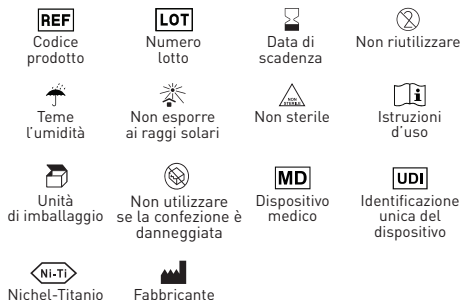 REF
LOT
2
Codice
prodotto
Numero
lotto
Data di
scadenza
Non riutilizzare
NON
STERILE
i
Teme
l'umidità
Non esporre
ai raggi solari
Non sterile
Istruzioni
d'uso
MD
UDI
Unità
di imballaggio
Non utilizzare
se la confezione è
danneggiata
Dispositivo
medico
Identificazione
unica del
dispositivo
Ni-Ti
Nichel-Titanio
Fabbricante